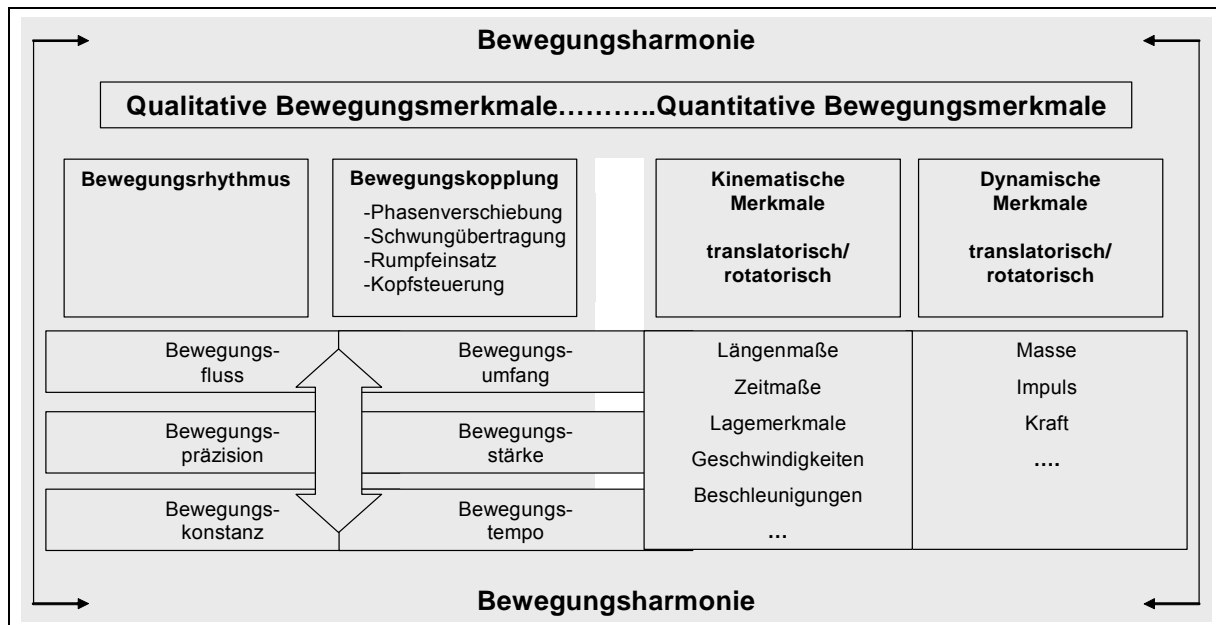 Bewegungsharmonie
Qualitative Bewegungsmerkmale………..Quantitative Bewegungsmerkmale
Bewegungsrhythmus
Bewegungskopplung
-Phasenverschiebung
-Schwungübertragung
-Rumpfeinsatz
-Kopfsteuerung
Kinematische
Merkmale
translatorisch/
rotatorisch
Dynamische
Merkmale
translatorisch/
rotatorisch
Bewegungs-
fluss
Bewegungs-
umfang
Bewegungs-
präzision
Bewegungs-
stärke
Bewegungs-
konstanz
Bewegungs-
tempo
Längenmaße
Zeitmaße
Lagemerkmale
Geschwindigkeiten
Beschleunigungen
…
Masse
Impuls
Kraft
….
Bewegungsharmonie